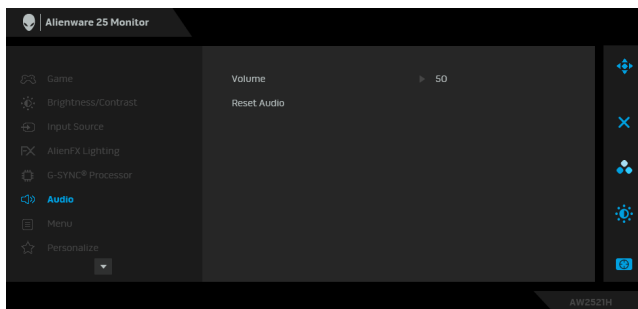 Alienware 25 Monitor
Game
Brightness/Contrast
Input Source
AlienFX Lighting
G-SYNC® Processor
Audio
Menu
Personalize
Volume 50
Reset Audio
AW2521H